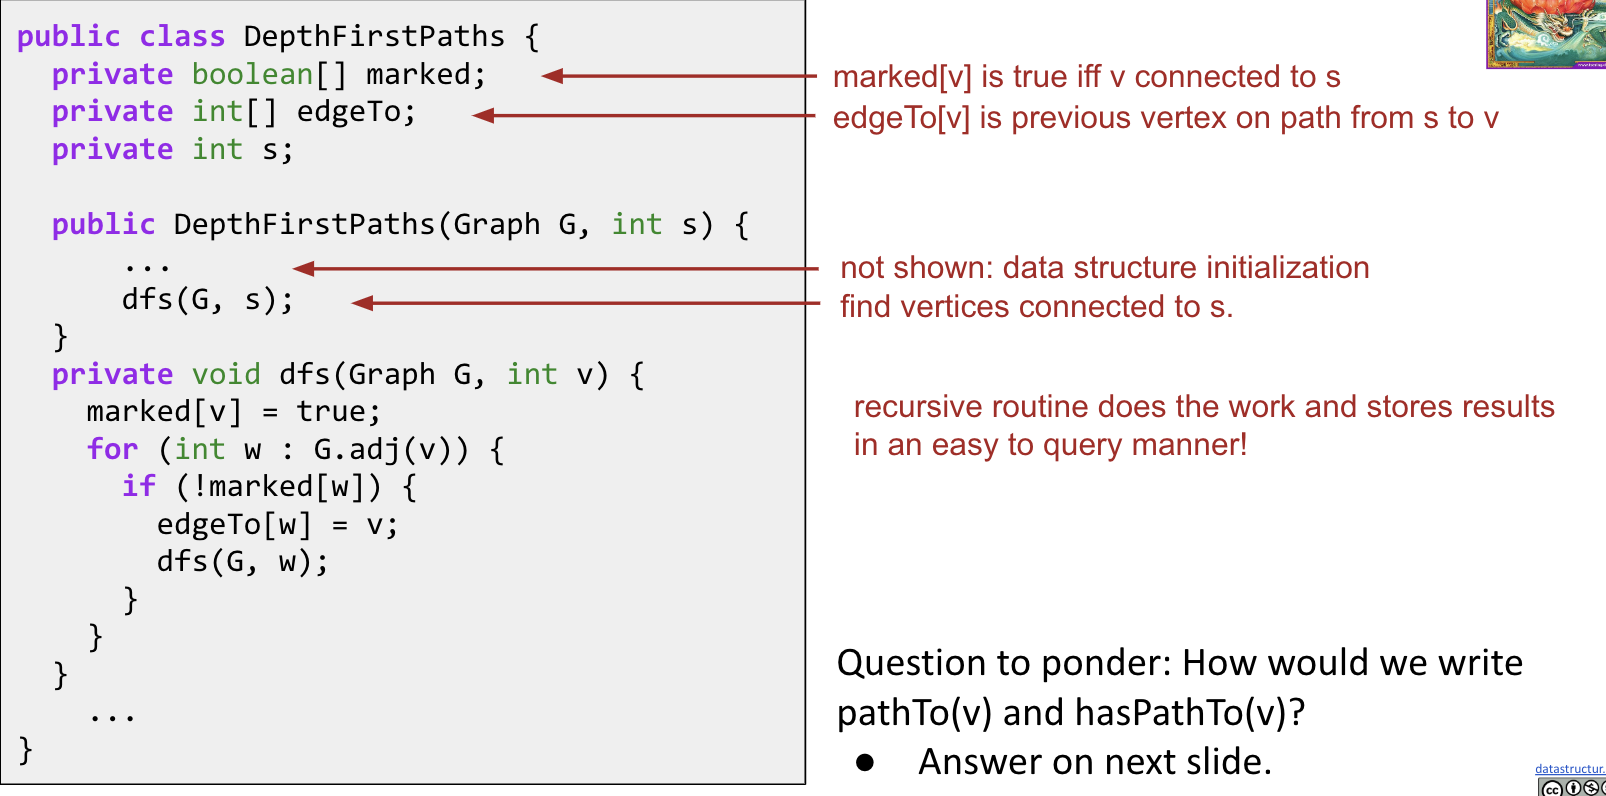 public class DepthFirstPaths {
private boolean[] marked;
marked[v] is true iff v connected to s
private int[] edgeTo;
edgeTo[v] is previous vertex on path from s to v
private int s;
public DepthFirstPaths(Graph G, int s) {
...
not shown: data structure initialization
dfs(G, s);
find vertices connected to s.
}
private void dfs(Graph G, int v) {
marked[v] = true;
for (int w : G.adj(v)) {
if (!marked[w]) {
edgeTo[w] = v;
dfs(G, w);
}
}
}
...
}
recursive routine does the work and stores results
in an easy to query manner!
Question to ponder: How would we write
pathTo(v) and hasPathTo(v)?
● Answer on next slide.
datastructur.
cc